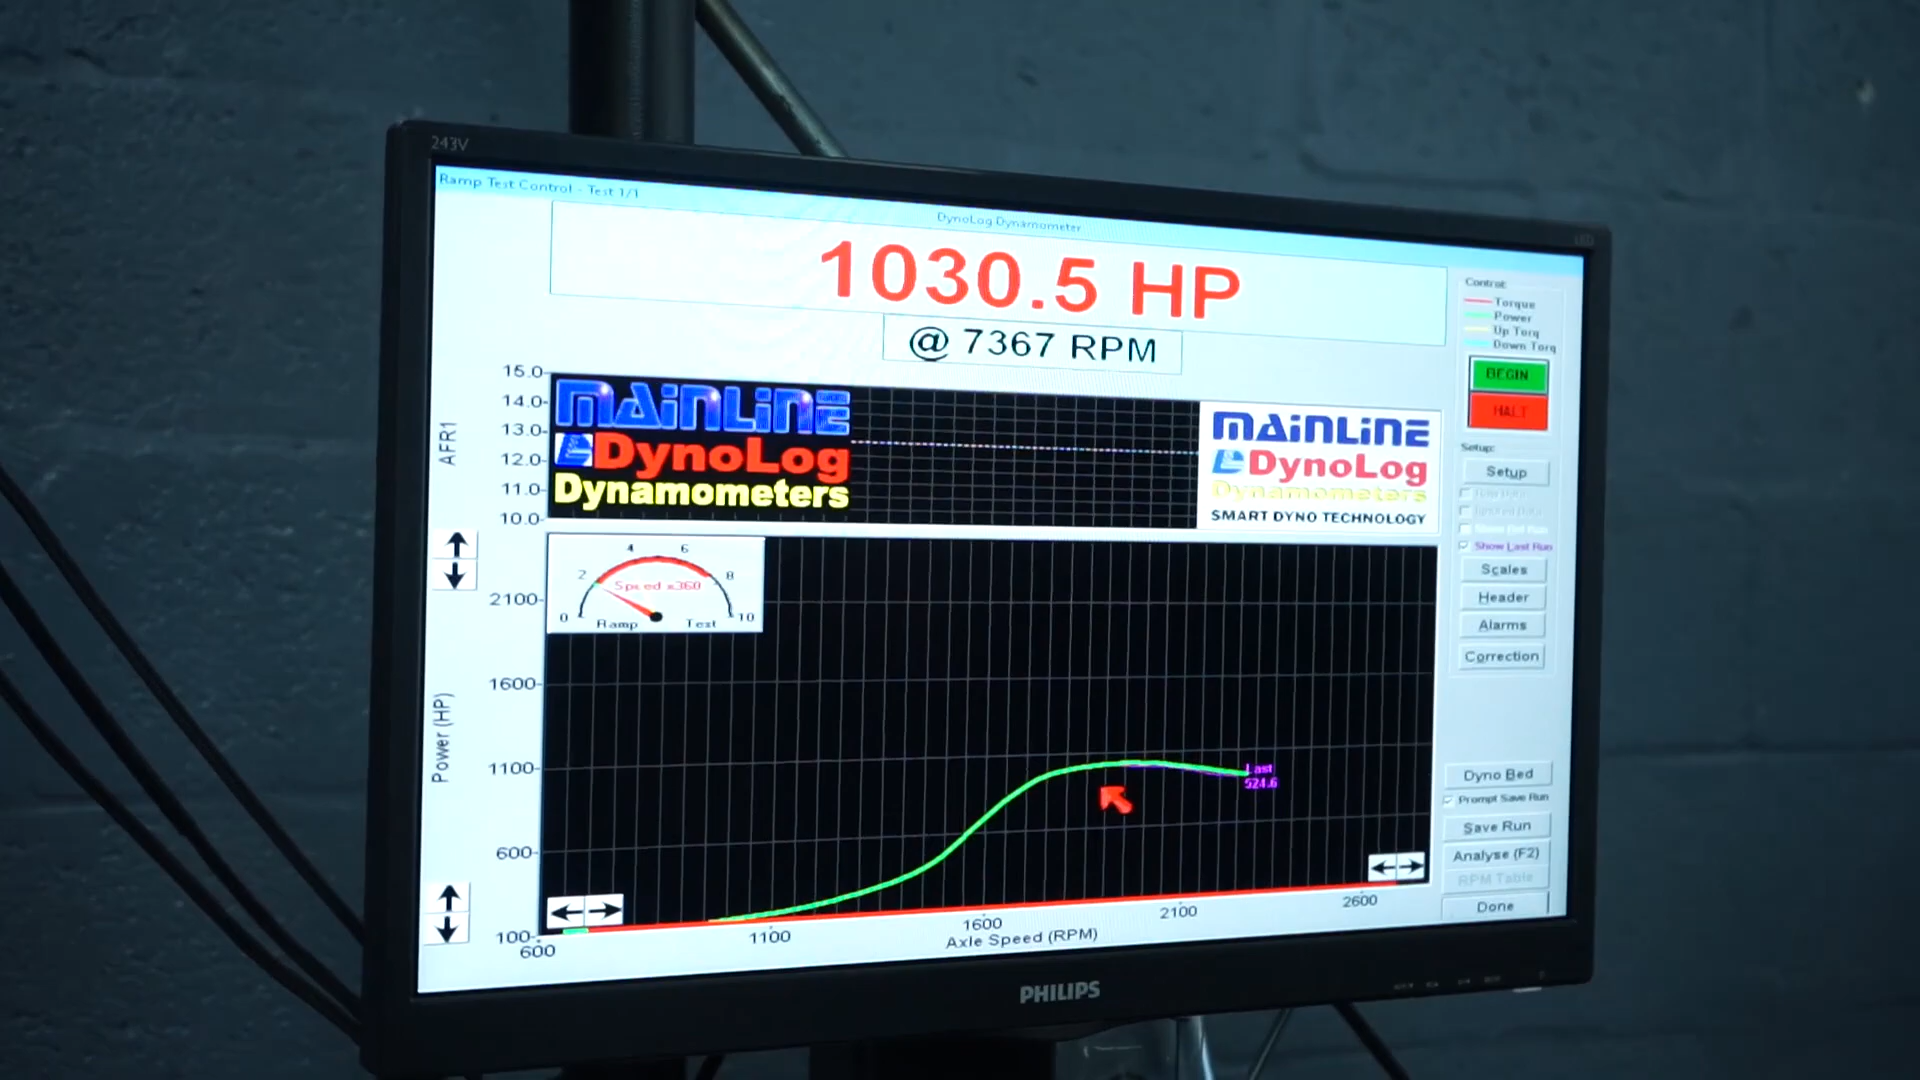 243V
Ramp Test Control - Test 1/1
DynoLog Dynamometer
1030.5 HP
@ 7367 RPM
Control:
Torque
Power
Up Torq
Down Torq
BEGIN
HALT
Setup:
Setup
Show Last Run
Scales
Header
Alarms
Correction
Dyno Bed
Prompt Save Run
Save Run
Analyse (F2)
RPM Table
Done
AFR1
15.0
14.0
13.0
12.0
11.0
10.0
MAINLINE
DynoLog
Dynamometers
MAINLINE
DynoLog
Dynamometers
SMART DYNO TECHNOLOGY
0 2 4 6 8 10
Speed x360
Ramp Test
Power (HP)
2100
1600
1100
600
100
Last
524.6
600 1100 1600 2100 2600
Axle Speed (RPM)
PHILIPS